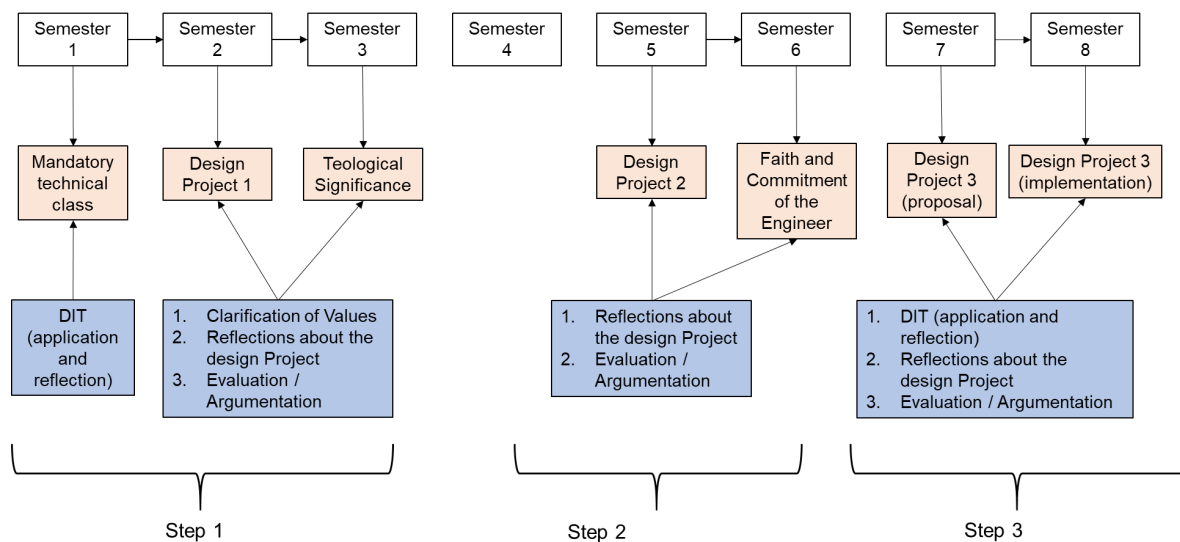 Semester
1
Semester
2
Semester
3
Semester
4
Semester
5
Semester
6
Semester
7
Semester
8
Mandatory
technical
class
Design
Project 1
Teological
Significance
Design
Project 2
Faith and
Commitment
of the
Engineer
Design
Project 3
(proposal)
Design Project 3
(implementation)
DIT
(application
and
reflection)
1. Clarification of Values
2. Reflections about the
design Project
3. Evaluation /
Argumentation
1. Reflections about
the design Project
2. Evaluation /
Argumentation
1. DIT (application and
reflection)
2. Reflections about the
design Project
3. Evaluation / Argumentation
Step 1
Step 2
Step 3